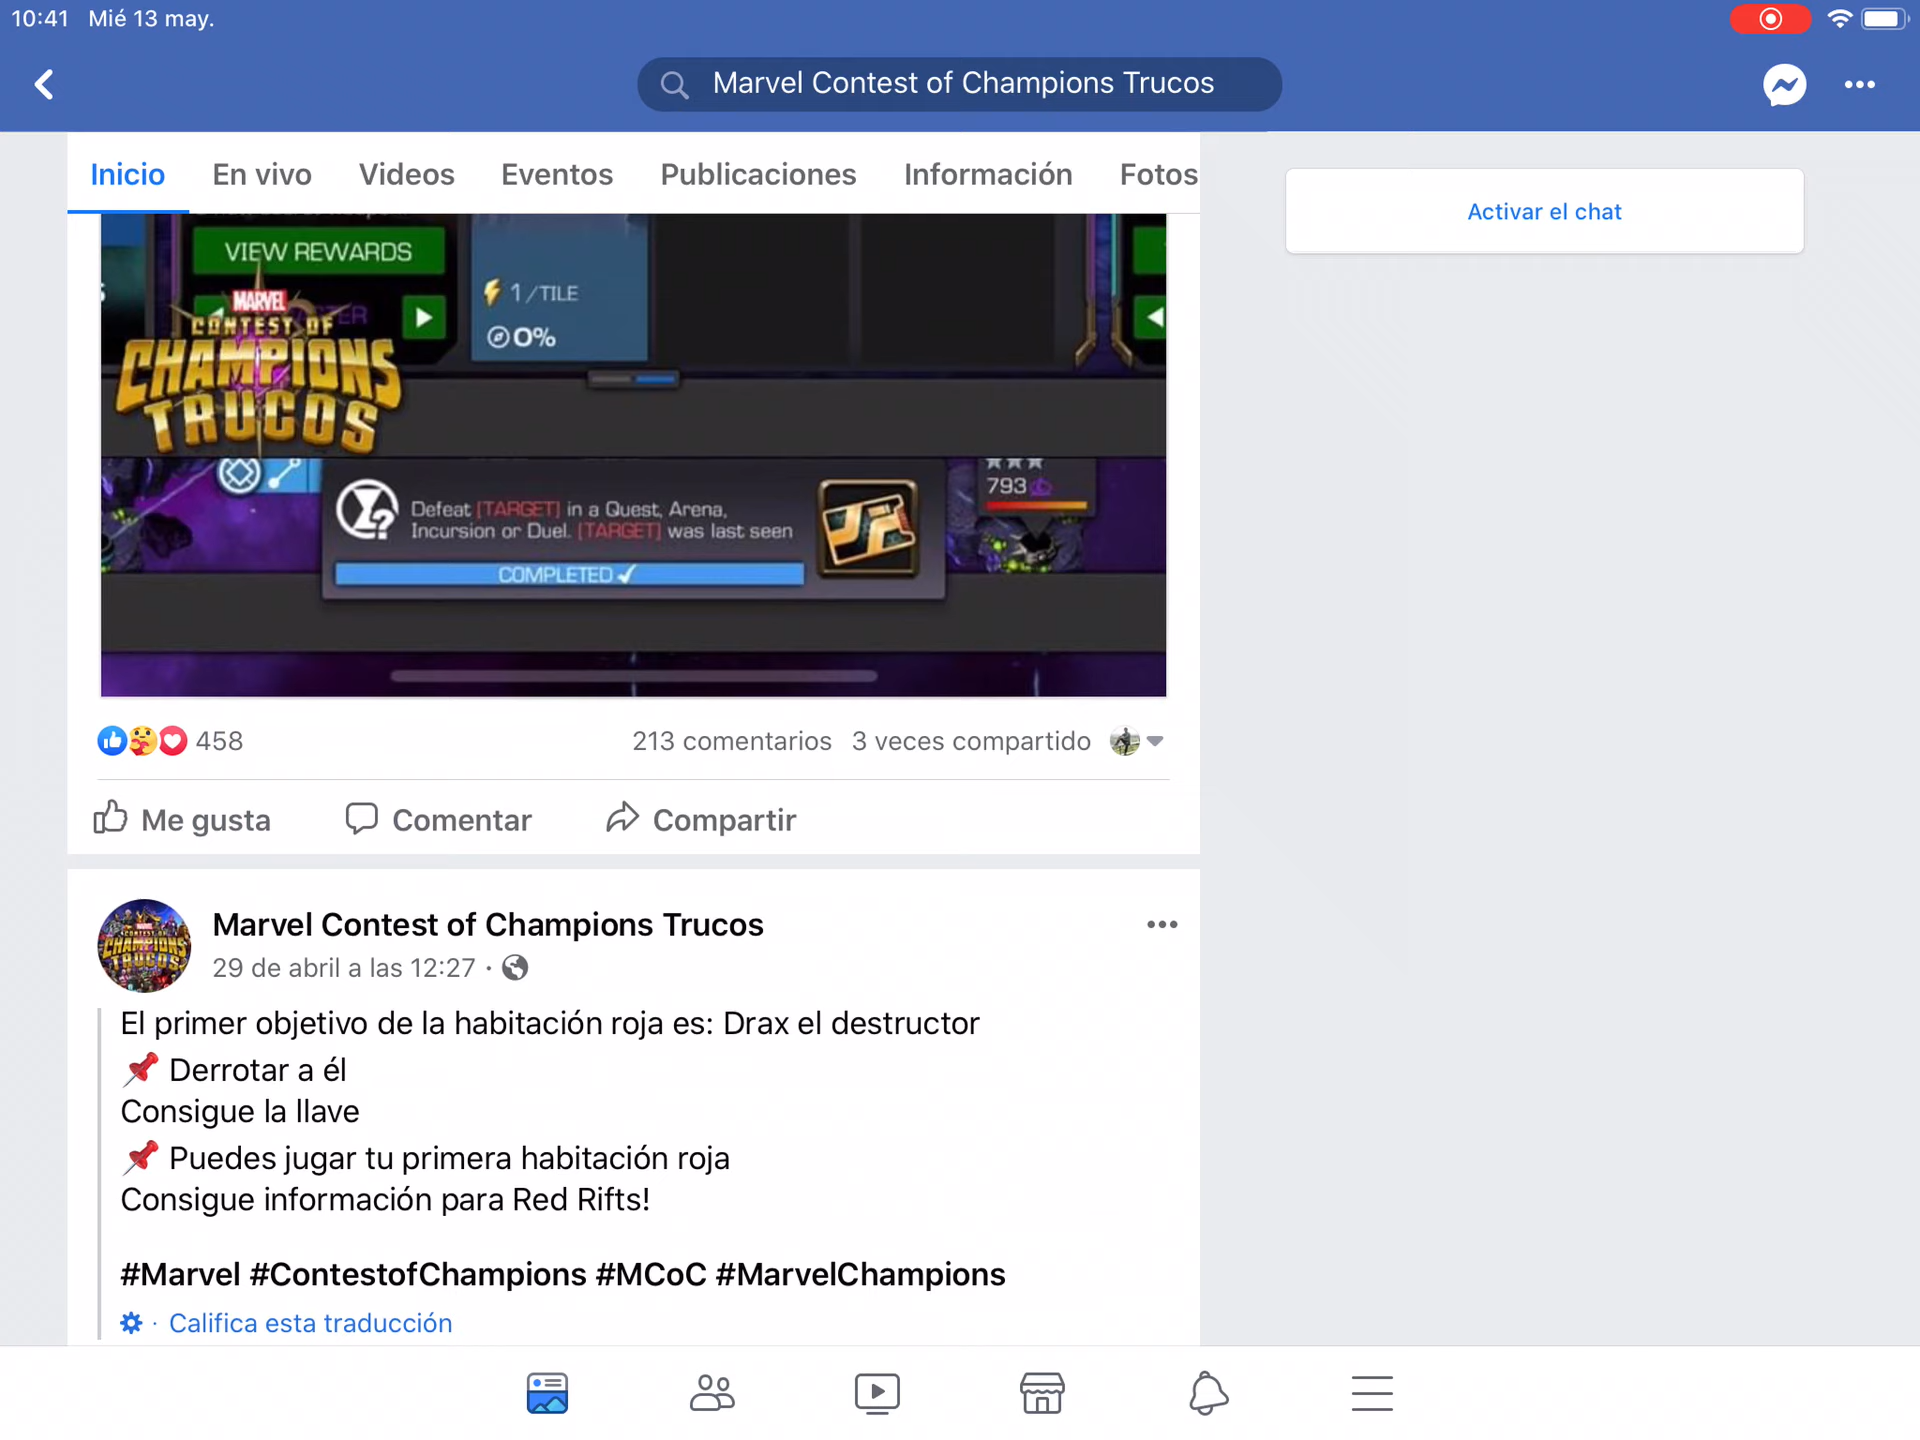 10:41 Mié 13 may.
Marvel Contest of Champions Trucos
Inicio En vivo Videos Eventos Publicaciones Información Fotos
VIEW REWARDS
1/TILE
0%
MARVEL
CONTEST OF
CHAMPIONS
TRUCOS
793
Defeat [TARGET] in a Quest, Arena,
Incursion or Duel. [TARGET] was last seen
COMPLETED
458 213 comentarios 3 veces compartido
Me gusta Comentar Compartir
Marvel Contest of Champions Trucos
29 de abril a las 12:27 ·
El primer objetivo de la habitación roja es: Drax el destructor
📌 Derrotar a él
Consigue la llave
📌 Puedes jugar tu primera habitación roja
Consigue información para Red Rifts!
#Marvel #ContestofChampions #MCoC #MarvelChampions
· Califica esta traducción
Activar el chat